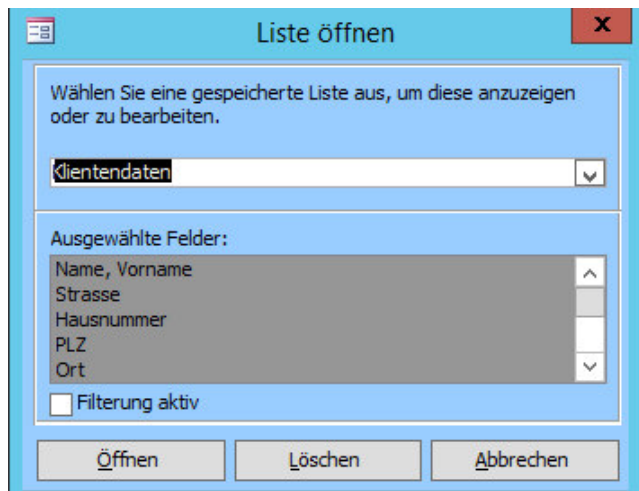 Liste öffnen
Wählen Sie eine gespeicherte Liste aus, um diese anzuzeigen
oder zu bearbeiten.
Klientendaten
Ausgewählte Felder:
Name, Vorname
Strasse
Hausnummer
PLZ
Ort
Filterung aktiv
Öffnen Löschen Abbrechen